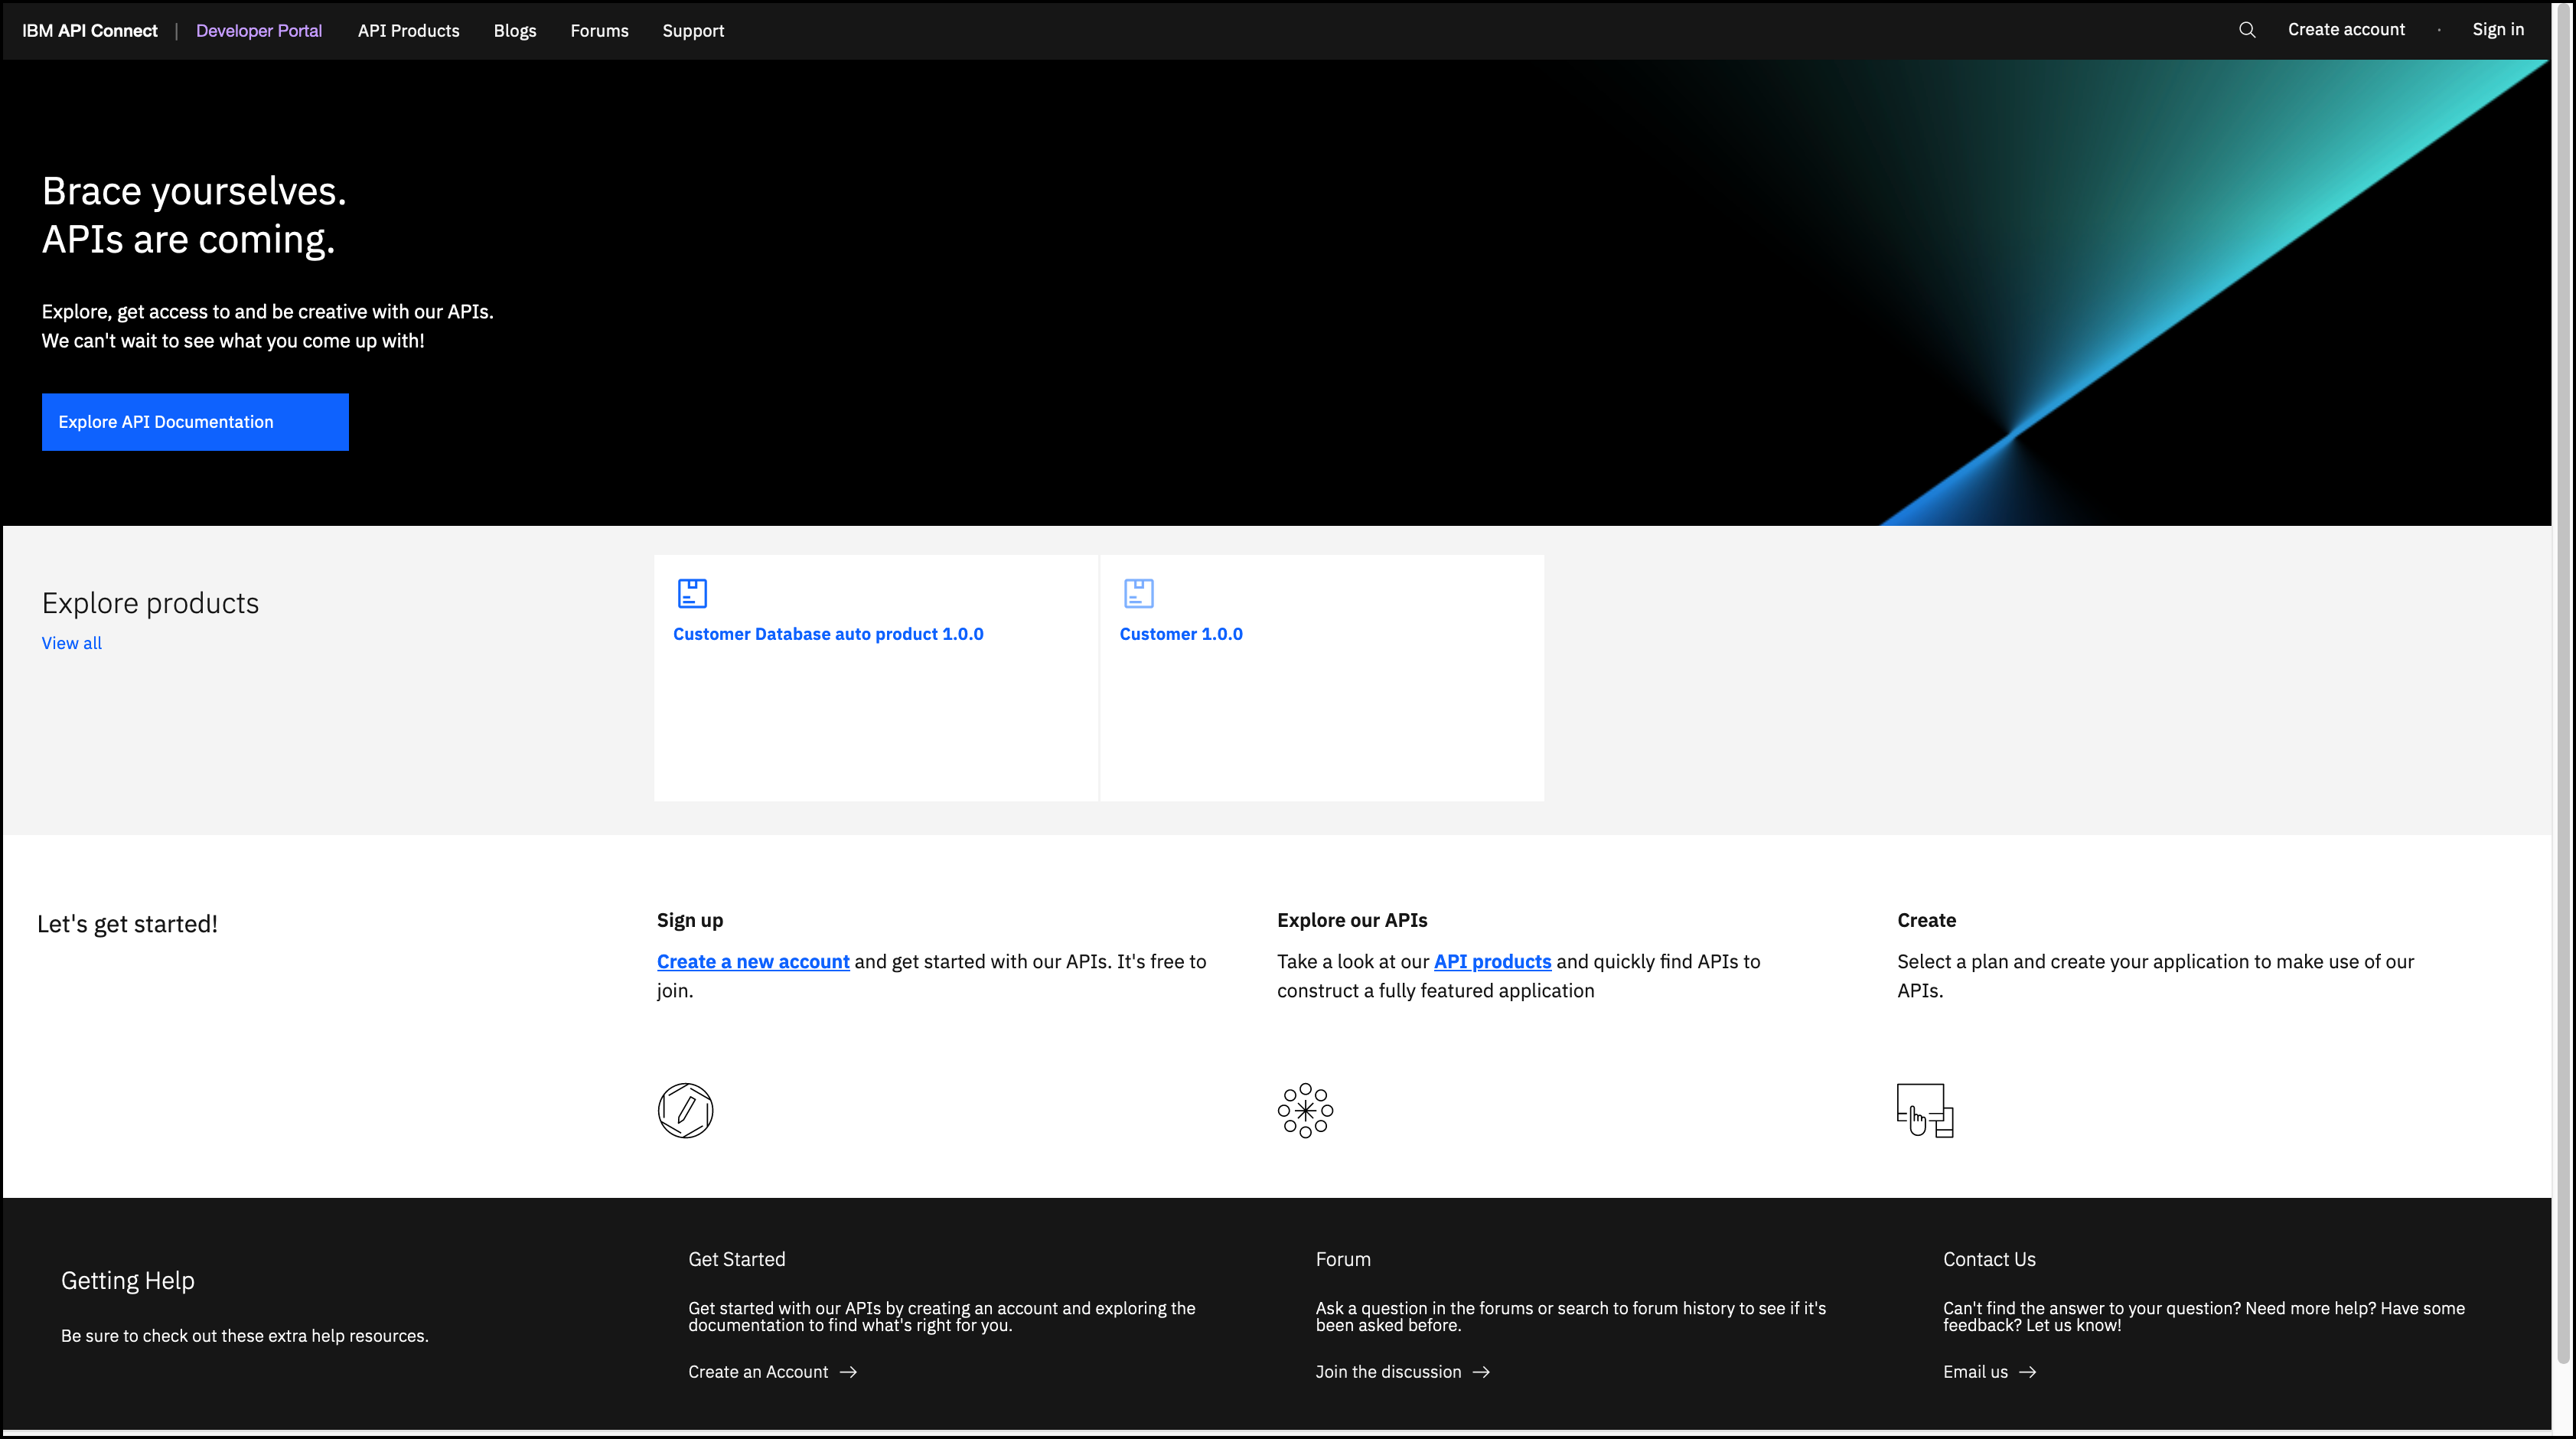 IBM API Connect | Developer Portal API Products Blogs Forums Support Create account · Sign in
Brace yourselves.
APIs are coming.
Explore, get access to and be creative with our APIs.
We can't wait to see what you come up with!
Explore API Documentation
Explore products
View all
Customer Database auto product 1.0.0
Customer 1.0.0
Let's get started!
Sign up
Create a new account and get started with our APIs. It's free to
join.
Explore our APIs
Take a look at our API products and quickly find APIs to
construct a fully featured application
Create
Select a plan and create your application to make use of our
APIs.
Getting Help
Be sure to check out these extra help resources.
Get Started
Get started with our APIs by creating an account and exploring the
documentation to find what's right for you.
Create an Account →
Forum
Ask a question in the forums or search to forum history to see if it's
been asked before.
Join the discussion →
Contact Us
Can't find the answer to your question? Need more help? Have some
feedback? Let us know!
Email us →